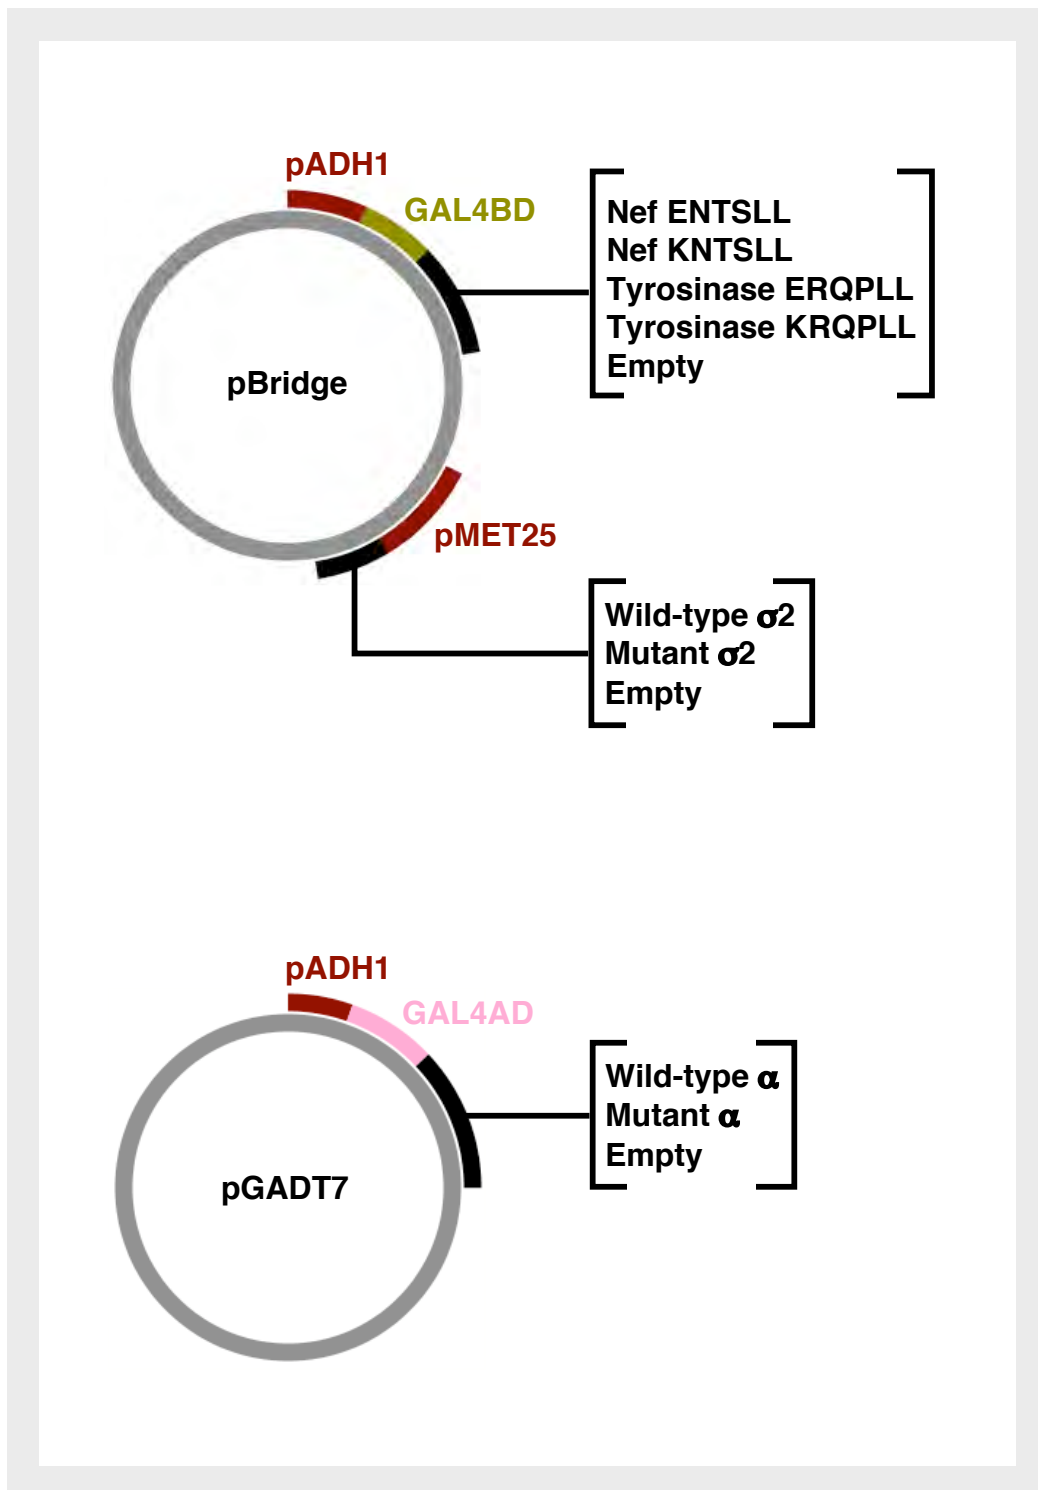 pADH1
GAL4BD
Nef ENTSLL
Nef KNTSLL
Tyrosinase ERQPLL
Tyrosinase KRQPLL
Empty
pBridge
pMET25
Wild-type σ2
Mutant σ2
Empty
pADH1
GAL4AD
Wild-type α
Mutant α
Empty
pGADT7